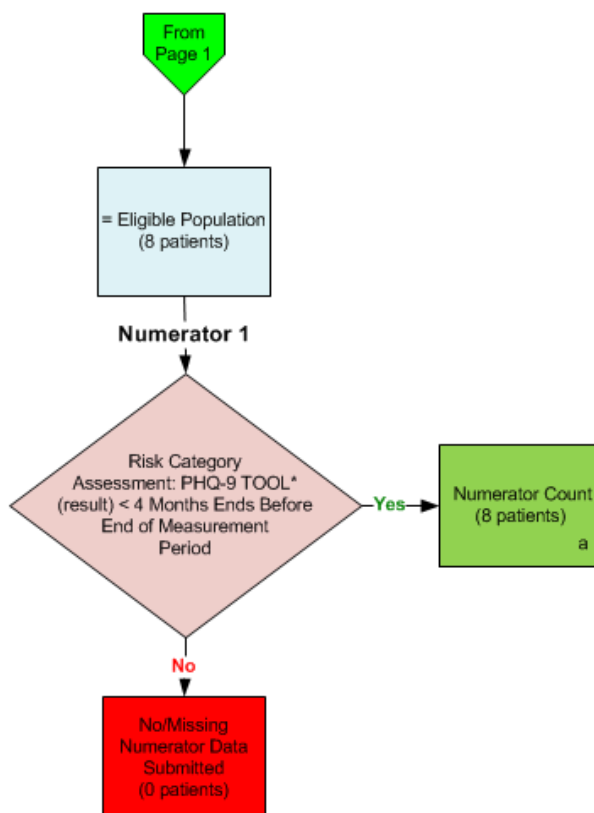 From
Page 1
= Eligible Population
(8 patients)
Numerator 1
Risk Category
Assessment: PHQ-9 TOOL*
(result) < 4 Months Ends Before
End of Measurement
Period
Yes
Numerator Count
(8 patients)
a
No
No/Missing
Numerator Data
Submitted
(0 patients)